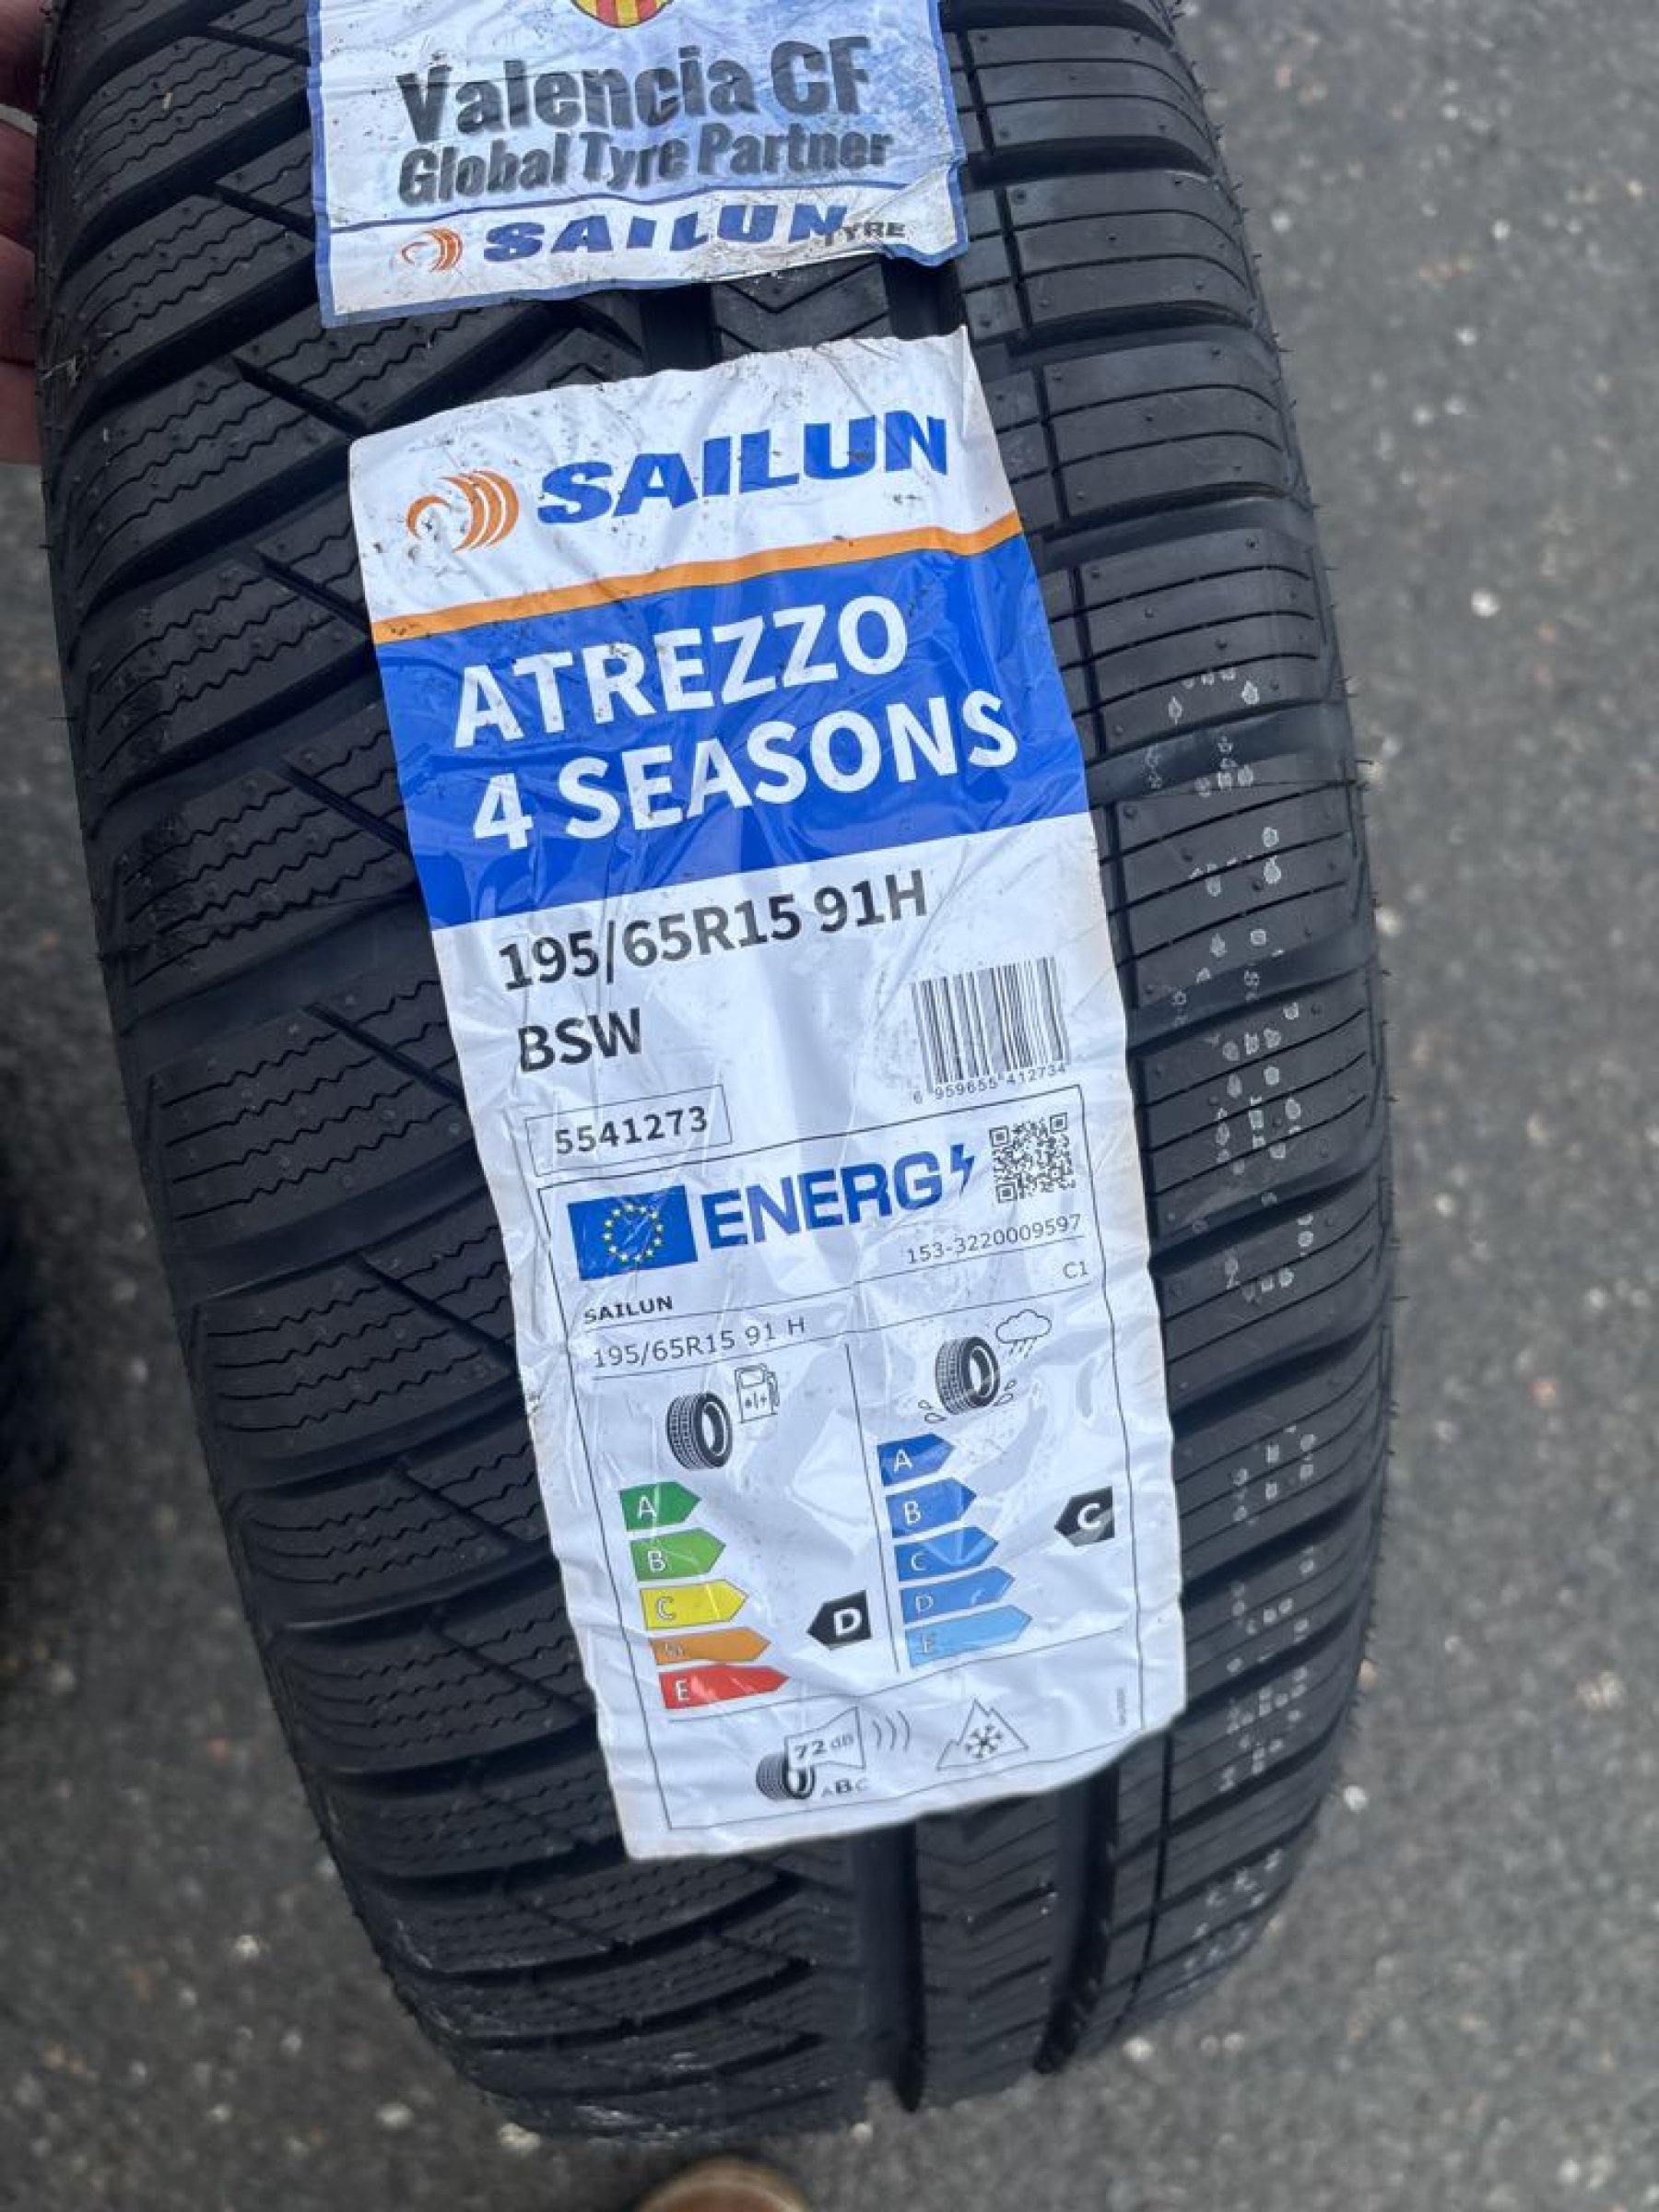 Valencia CF
Global Tyre Partner
SAILUN TYRE
SAILUN
ATREZZO
4 SEASONS
195/65R15 91H
BSW
6 959655 412734
5541273
ENERG
153-3220009597
SAILUN
C1
195/65R15 91 H
A
B
C
E
D
A
B
C
D
E
C
72 dB
ABC